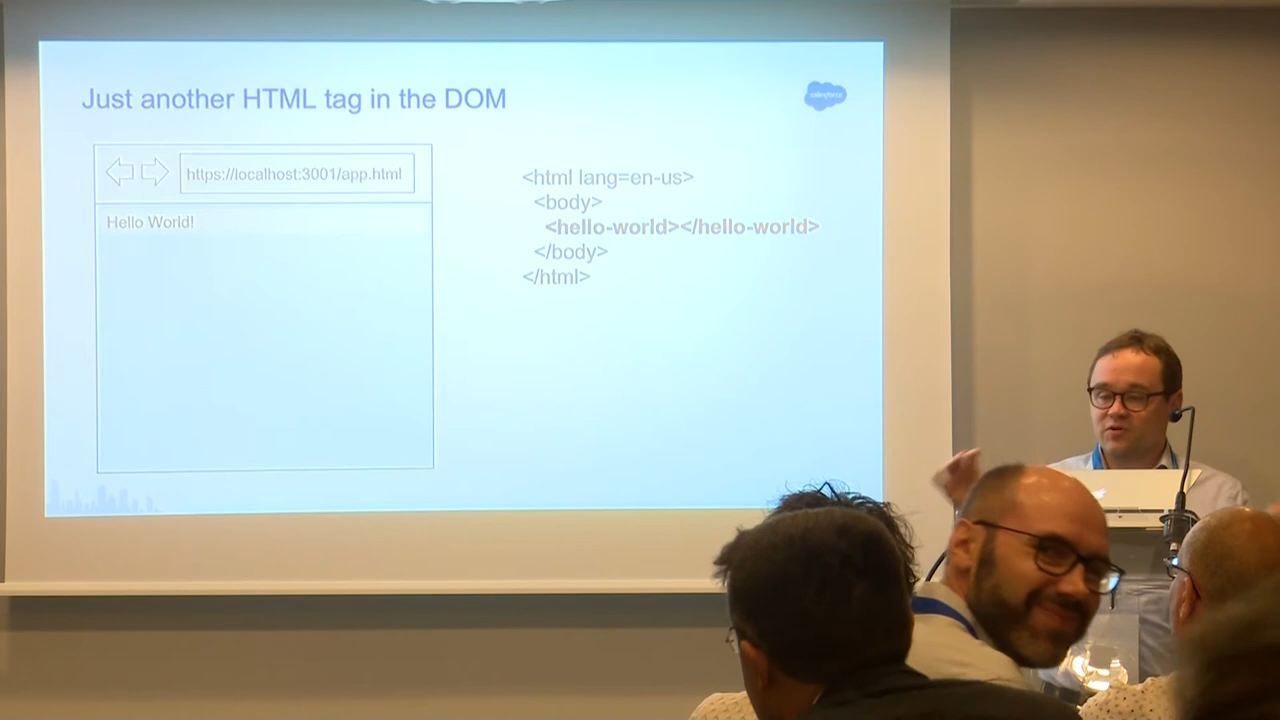 Just another HTML tag in the DOM
salesforce
https://localhost:3001/app.html
Hello World!
<html lang=en-us>
<body>
<hello-world></hello-world>
</body>
</html>